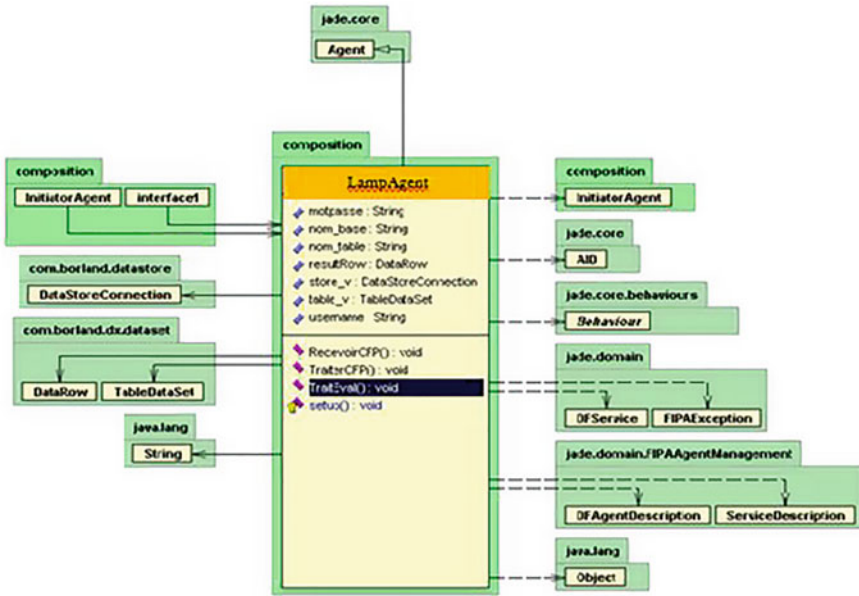 jade.core
Agent
composition
InitiatorAgent
interface1
composition
LampAgent
motpasse : String
nom_base : String
nom_table : String
resultRow : DataRow
store_v : DataStoreConnection
table_v : TableDataSet
username : String
RecevoirCFP() : void
TraiterCFP() : void
TraitEval() : void
setup() : void
com.borland.datastore
DataStoreConnection
com.borland.dx.dataset
DataRow
TableDataSet
java.lang
String
composition
InitiatorAgent
jade.core
AID
jade.core.behaviours
Behaviour
jade.domain
DFService
FIPAException
jade.domain.FIPAAgentManagement
DFAgentDescription
ServiceDescription
java.lang
Object